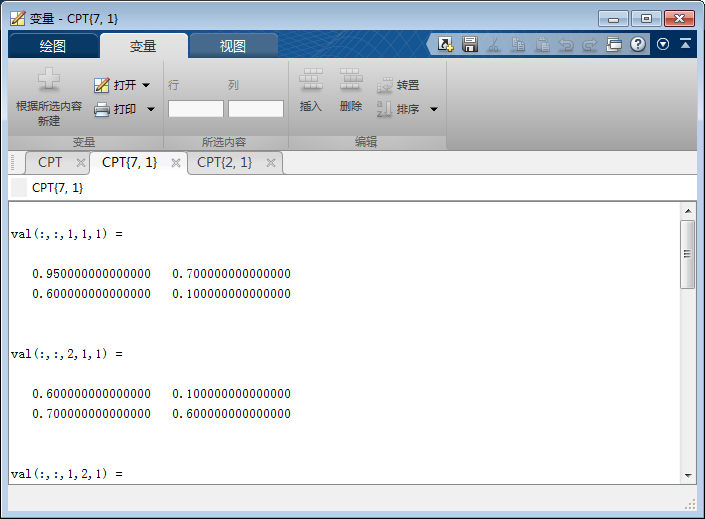 变量 - CPT{7, 1}
绘图 变量 视图
根据所选内容
新建
打开
打印
变量
行 列
所选内容
插入 删除
转置
排序
编辑
CPT CPT{7, 1} CPT{2, 1}
CPT{7, 1}
val(:,:,1,1,1) =
0.950000000000000 0.700000000000000
0.600000000000000 0.100000000000000
val(:,:,2,1,1) =
0.600000000000000 0.100000000000000
0.700000000000000 0.600000000000000
val(:,:,1,2,1) =